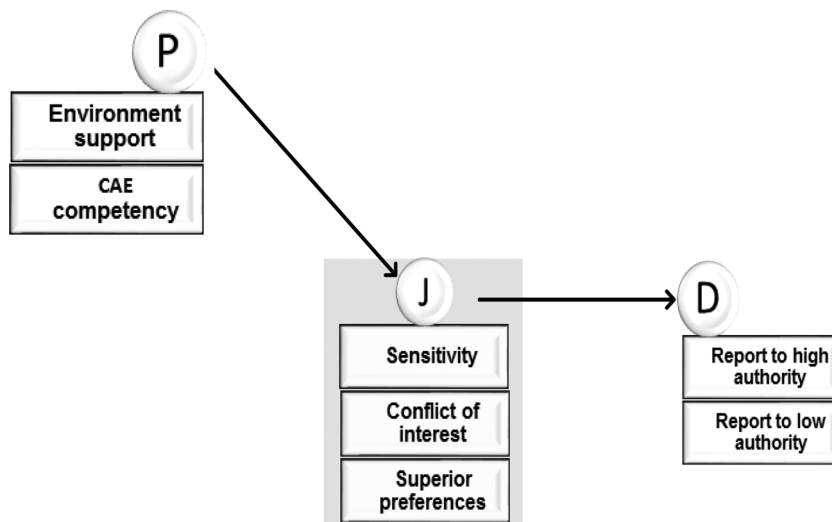 P
Environment
support
CAE
competency
J
Sensitivity
Conflict of
interest
Superior
preferences
D
Report to high
authority
Report to low
authority